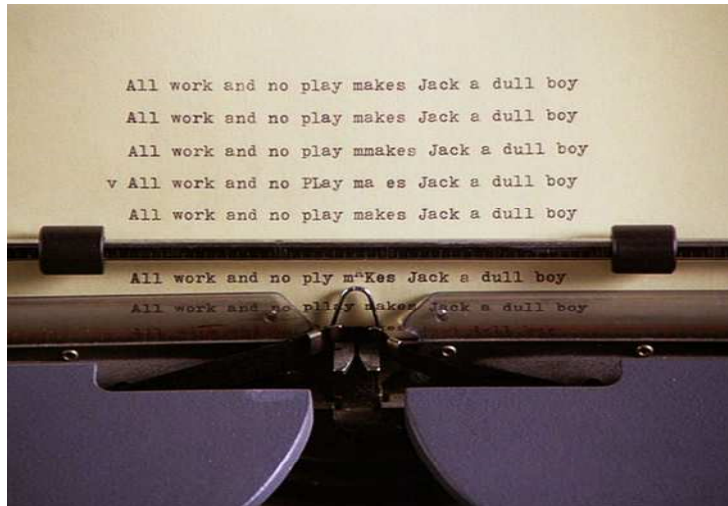 All work and no play makes Jack a dull boy
All work and no play makes Jack a dull boy
All work and no play mmakes Jack a dull boy
v All work and no PLay ma es Jack a dull boy
All work and no play makes Jack a dull boy
All work and no ply m^Kes Jack a dull boy
All work and no pllay makes Jack a dull boy